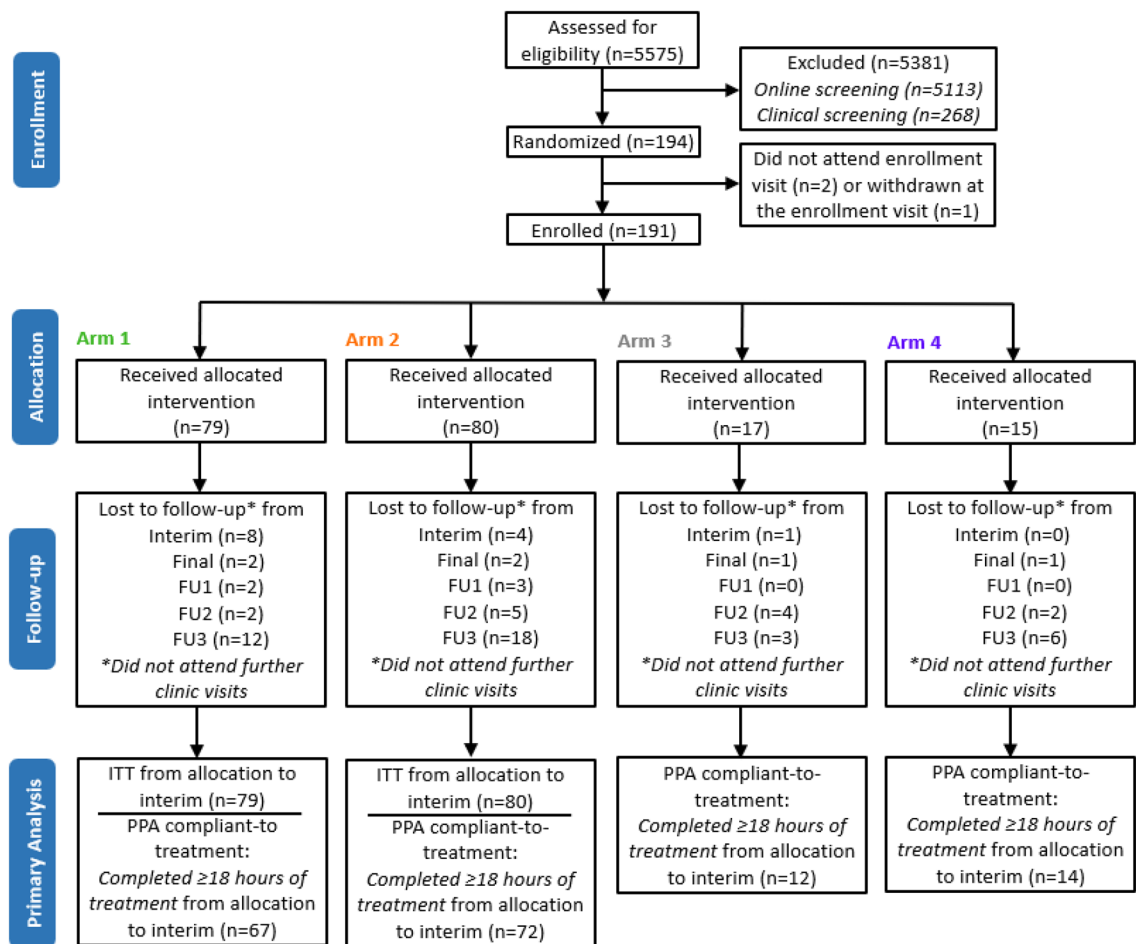 Enrollment
Assessed for
eligibility (n=5575)
Excluded (n=5381)
Online screening (n=5113)
Clinical screening (n=268)
Randomized (n=194)
Did not attend enrollment
visit (n=2) or withdrawn at
the enrollment visit (n=1)
Enrolled (n=191)
Allocation
Arm 1
Received allocated
intervention
(n=79)
Arm 2
Received allocated
intervention
(n=80)
Arm 3
Received allocated
intervention
(n=17)
Arm 4
Received allocated
intervention
(n=15)
Follow-up
Lost to follow-up* from
Interim (n=8)
Final (n=2)
FU1 (n=2)
FU2 (n=2)
FU3 (n=12)
*Did not attend further
clinic visits
Lost to follow-up* from
Interim (n=4)
Final (n=2)
FU1 (n=3)
FU2 (n=5)
FU3 (n=18)
*Did not attend further
clinic visits
Lost to follow-up* from
Interim (n=1)
Final (n=1)
FU1 (n=0)
FU2 (n=4)
FU3 (n=3)
*Did not attend further
clinic visits
Lost to follow-up* from
Interim (n=0)
Final (n=1)
FU1 (n=0)
FU2 (n=2)
FU3 (n=6)
*Did not attend further
clinic visits
Primary Analysis
ITT from allocation to
interim (n=79)
PPA compliant-to
treatment:
Completed ≥18 hours of
treatment from allocation
to interim (n=67)
ITT from allocation to
interim (n=80)
PPA compliant-to-
treatment:
Completed ≥18 hours of
treatment from allocation
to interim (n=72)
PPA compliant-to-
treatment:
Completed ≥18 hours of
treatment from allocation
to interim (n=12)
PPA compliant-to-
treatment:
Completed ≥18 hours of
treatment from allocation
to interim (n=14)